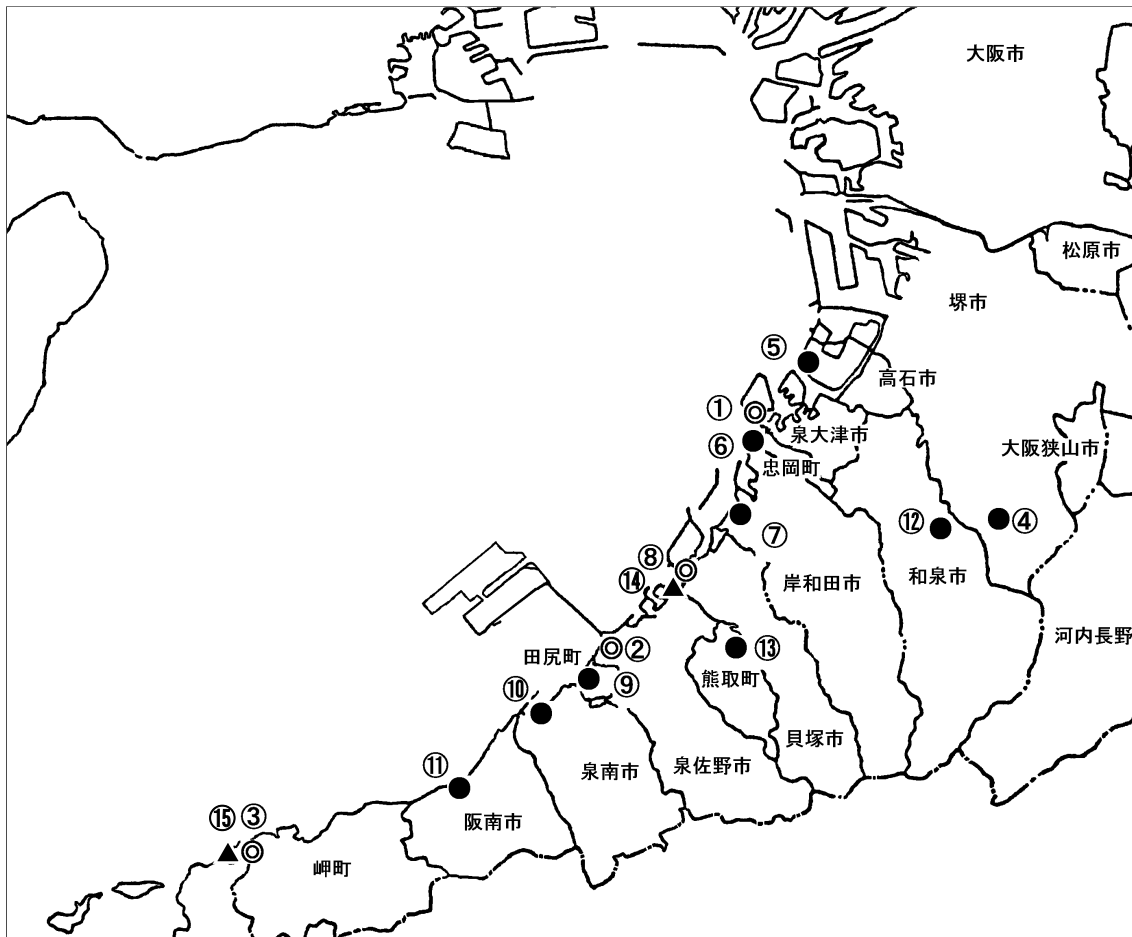 大阪市
松原市
堺市
⑤
高石市
①
泉大津市
⑥
大阪狭山市
忠岡町
⑫
④
⑦
⑧
⑭
岸和田市
和泉市
河内長野
田尻町
②
⑬
熊取町
⑩
⑨
貝塚市
泉南市
泉佐野市
⑪
阪南市
⑮
③
岬町